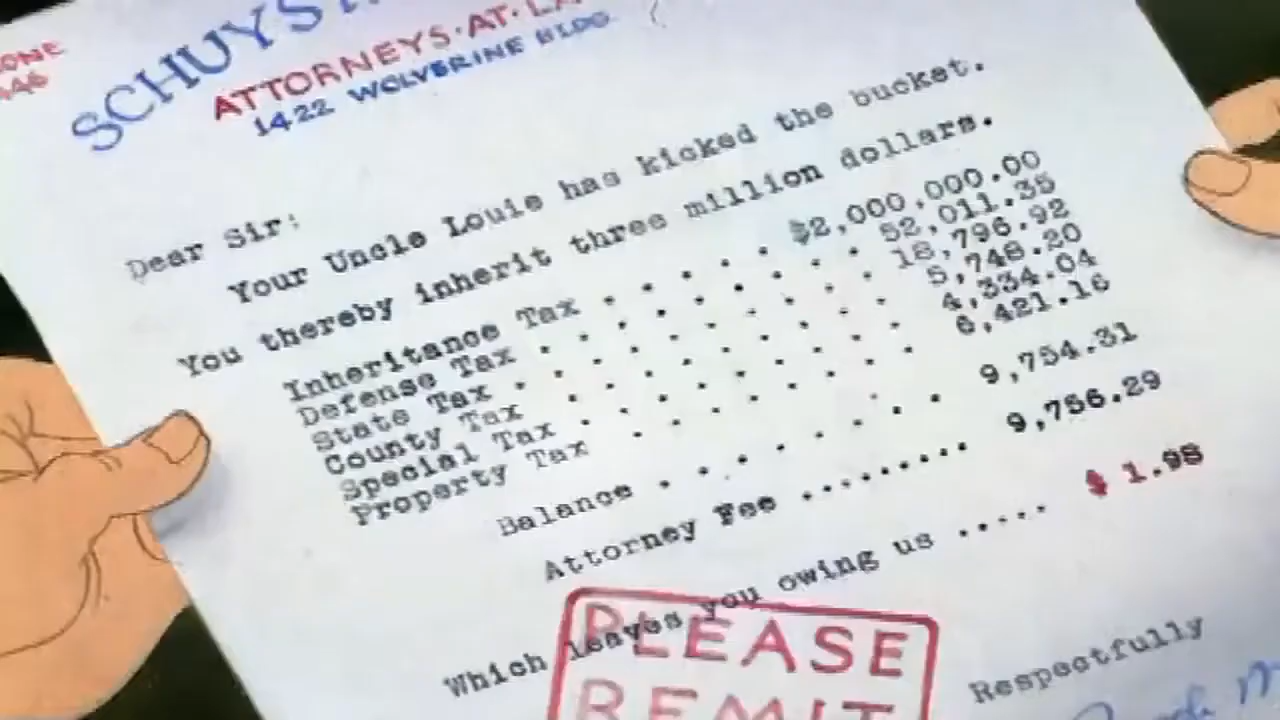 ONE
446
SCHUYS
ATTORNEYS·AT·LA
1422 WOLVERINE BLDG.
Dear Sir:
Your Uncle Louie has kicked the bucket.
You thereby inherit three million dollars.
Inheritance Tax . . . . . $2,000,000.00
Defense Tax . . . . . . . . 52,011.35
State Tax . . . . . . . . 18,796.92
County Tax . . . . . . . . 5,748.20
Special Tax . . . . . . . 4,334.04
Property Tax . . . . . . . 6,421.16
Balance . . . . . . . . 9,754.31
Attorney Fee ......... 9,756.29
Which leaves you owing us ..... $ 1.98
PLEASE
REMIT
Respectfully